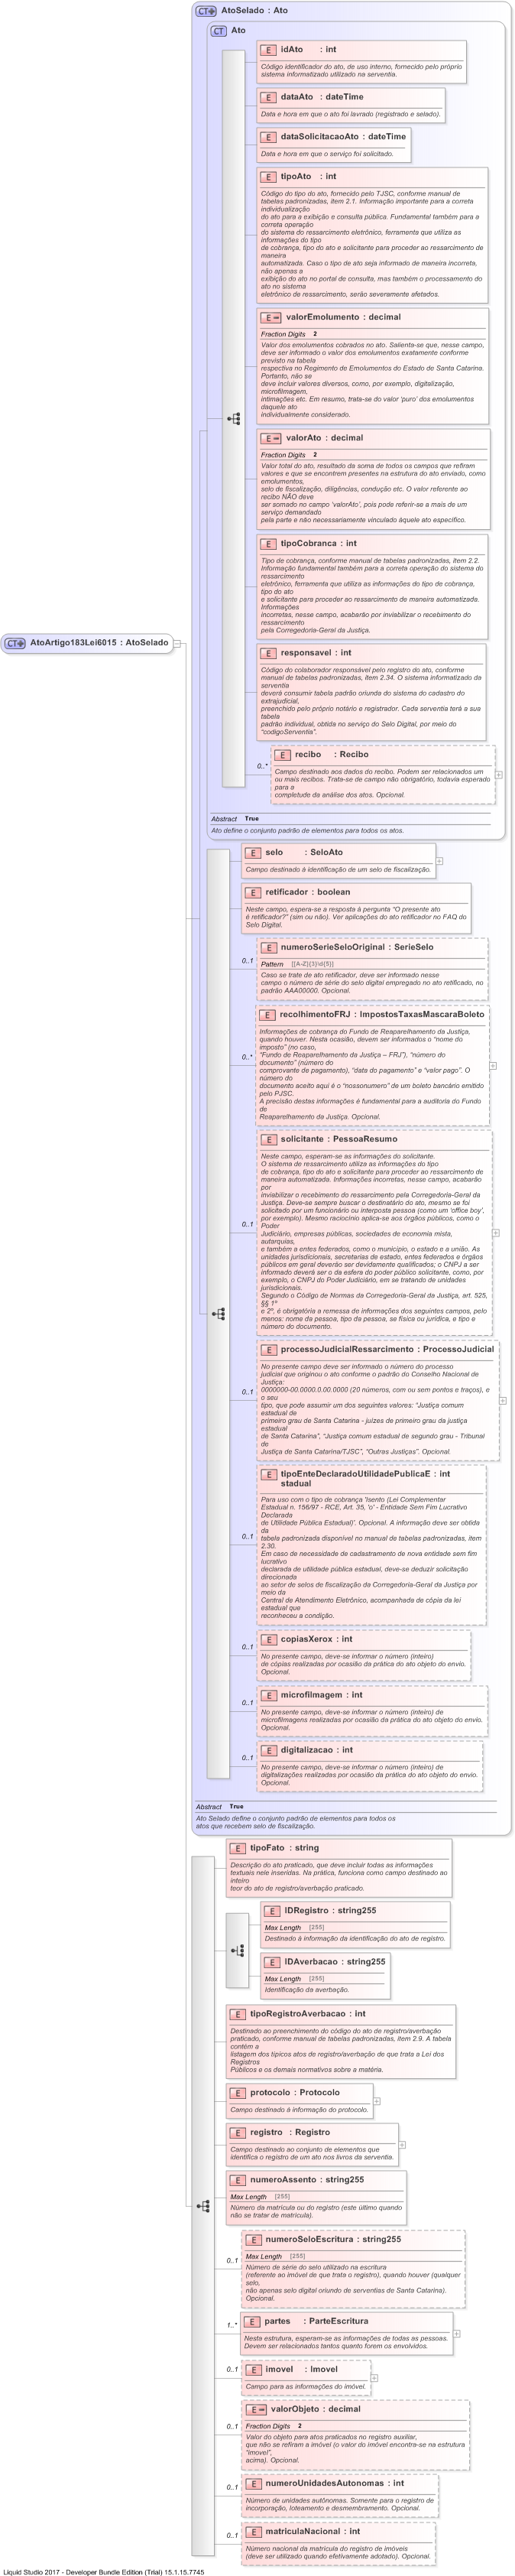 AtoSelado : Ato
Ato
idAto : int
Código identificador do ato, de uso interno, fornecido pelo próprio
sistema informatizado utilizado na serventia.
dataAto : dateTime
Data e hora em que o ato foi lavrado (registrado e selado).
dataSolicitacaoAto : dateTime
Data e hora em que o serviço foi solicitado.
tipoAto : int
Código do tipo do ato, fornecido pelo TJSC, conforme manual de
tabelas padronizadas, item 2.1. Informação importante para a correta
individualização
do ato para a exibição e consulta pública. Fundamental também para a
correta operação
do sistema do ressarcimento eletrônico, ferramenta que utiliza as
informações do tipo
de cobrança, tipo do ato e solicitante para proceder ao ressarcimento de
maneira
automatizada. Caso o tipo de ato seja informado de maneira incorreta,
não apenas a
exibição do ato no portal de consulta, mas também o processamento do
ato no sistema
eletrônico de ressarcimento, serão severamente afetados.
valorEmolumento : decimal
Fraction Digits 2
Valor dos emolumentos cobrados no ato. Salienta-se que, nesse campo,
deve ser informado o valor dos emolumentos exatamente conforme
previsto na tabela
respectiva no Regimento de Emolumentos do Estado de Santa Catarina.
Portanto, não se
deve incluir valores diversos, como, por exemplo, digitalização,
microfilmagem,
intimações etc. Em resumo, trata-se do valor 'puro' dos emolumentos
daquele ato
individualmente considerado.
valorAto : decimal
Fraction Digits 2
Valor total do ato, resultado da soma de todos os campos que refiram
valores e que se encontrem presentes na estrutura do ato enviado, como
emolumentos,
selo de fiscalização, diligências, condução etc. O valor referente ao
recibo NÃO deve
ser somado no campo 'valorAto', pois pode referir-se a mais de um
serviço demandado
pela parte e não necessariamente vinculado àquele ato específico.
tipoCobranca : int
Tipo de cobrança, conforme manual de tabelas padronizadas, item 2.2.
Informação fundamental também para a correta operação do sistema do
ressarcimento
eletrônico, ferramenta que utiliza as informações do tipo de cobrança,
tipo do ato
e solicitante para proceder ao ressarcimento de maneira automatizada.
Informações
incorretas, nesse campo, acabarão por inviabilizar o recebimento do
ressarcimento
pela Corregedoria-Geral da Justiça.
AtoArtigo183Lei6015 : AtoSelado
responsavel : int
Código do colaborador responsável pelo registro do ato, conforme
manual de tabelas padronizadas, item 2.34. O sistema informatizado da
serventia
deverá consumir tabela padrão oriunda do sistema do cadastro do
extrajudicial,
preenchido pelo próprio notário e registrador. Cada serventia terá a sua
tabela
padrão individual, obtida no serviço do Selo Digital, por meio do
"codigoServentia".
recibo : Recibo
0..*
Campo destinado aos dados do recibo. Podem ser relacionados um
ou mais recibos. Trata-se de campo não obrigatório, todavia esperado
para a
completude da análise dos atos. Opcional.
Abstract True
Ato define o conjunto padrão de elementos para todos os atos.
selo : SeloAto
Campo destinado à identificação de um selo de fiscalização.
retificador : boolean
Neste campo, espera-se a resposta à pergunta "O presente ato
é retificador?" (sim ou não). Ver aplicações do ato retificador no FAQ do
Selo Digital.
numeroSerieSeloOriginal : SerieSelo
0..1
Pattern [[A-Z]{3}\d{5}]
Caso se trate de ato retificador, deve ser informado nesse
campo o número de série do selo digital empregado no ato retificado, no
padrão AAA00000. Opcional.
recolhimentoFRJ : ImpostosTaxasMascaraBoleto
Informações de cobrança do Fundo de Reaparelhamento da Justiça,
quando houver. Nesta ocasião, devem ser informados o "nome do
imposto" (no caso,
0..*
"Fundo de Reaparelhamento da Justiça – FRJ"), "número do
documento" (número do
comprovante de pagamento), "data do pagamento" e "valor pago". O
número do
documento aceito aqui é o "nossonumero" de um boleto bancário emitido
pelo PJSC.
A precisão destas informações é fundamental para a auditoria do Fundo
de
Reaparelhamento da Justiça. Opcional.
solicitante : PessoaResumo
Neste campo, esperam-se as informações do solicitante.
O sistema de ressarcimento utiliza as informações do tipo
de cobrança, tipo do ato e solicitante para proceder ao ressarcimento de
maneira automatizada. Informações incorretas, nesse campo, acabarão
por
inviabilizar o recebimento do ressarcimento pela Corregedoria-Geral da
Justiça. Deve-se sempre buscar o destinatário do ato, mesmo se foi
solicitado por um funcionário ou interposta pessoa (como um 'office boy',
por exemplo). Mesmo raciocínio aplica-se aos órgãos públicos, como o
Poder
0..1
Judiciário, empresas públicas, sociedades de economia mista,
autarquias,
e também a entes federados, como o município, o estado e a união. As
unidades jurisdicionais, secretarias de estado, entes federados e órgãos
públicos em geral deverão ser devidamente qualificados; o CNPJ a ser
informado deverá ser o da esfera do poder público solicitante, como, por
exemplo, o CNPJ do Poder Judiciário, em se tratando de unidades
jurisdicionais.
Segundo o Código de Normas da Corregedoria-Geral da Justiça, art. 525,
§§ 1º
e 2º, é obrigatória a remessa de informações dos seguintes campos, pelo
menos: nome da pessoa, tipo da pessoa, se física ou jurídica, e tipo e
número do documento.
processoJudicialRessarcimento : ProcessoJudicial
No presente campo deve ser informado o número do processo
judicial que originou o ato conforme o padrão do Conselho Nacional de
Justiça:
0000000-00.0000.0.00.0000 (20 números, com ou sem pontos e traços), e
0..1
o seu
tipo, que pode assumir um dos seguintes valores: "Justiça comum
estadual de
primeiro grau de Santa Catarina - juízes de primeiro grau da justiça
estadual
de Santa Catarina", "Justiça comum estadual de segundo grau - Tribunal
de
Justiça de Santa Catarina/TJSC", "Outras Justiças". Opcional.
tipoEnteDeclaradoUtilidadePublicaE : int
stadual
Para uso com o tipo de cobrança 'Isento (Lei Complementar
Estadual n. 156/97 - RCE, Art. 35, 'o' - Entidade Sem Fim Lucrativo
Declarada
de Utilidade Pública Estadual)'. Opcional. A informação deve ser obtida
da
0..1
tabela padronizada disponível no manual de tabelas padronizadas, item
2.30.
Em caso de necessidade de cadastramento de nova entidade sem fim
lucrativo
declarada de utilidade pública estadual, deve-se deduzir solicitação
direcionada
ao setor de selos de fiscalização da Corregedoria-Geral da Justiça por
meio da
Central de Atendimento Eletrônico, acompanhada de cópia da lei
estadual que
reconheceu a condição.
copiasXerox : int
0..1
No presente campo, deve-se informar o número (inteiro)
de cópias realizadas por ocasião da prática do ato objeto do envio.
Opcional.
microfilmagem : int
0..1
No presente campo, deve-se informar o número (inteiro) de
microfilmagens realizadas por ocasião da prática do ato objeto do envio.
Opcional.
digitalizacao : int
0..1
No presente campo, deve-se informar o número (inteiro) de
digitalizações realizadas por ocasião da prática do ato objeto do envio.
Opcional.
Abstract True
Ato Selado define o conjunto padrão de elementos para todos os
atos que recebem selo de fiscalização.
tipoFato : string
Descrição do ato praticado, que deve incluir todas as informações
textuais nele inseridas. Na prática, funciona como campo destinado ao
inteiro
teor do ato de registro/averbação praticado.
IDRegistro : string255
Max Length [255]
Destinado à informação da identificação do ato de registro.
IDAverbacao : string255
Max Length [255]
Identificação da averbação.
tipoRegistroAverbacao : int
Destinado ao preenchimento do código do ato de registro/averbação
praticado, conforme manual de tabelas padronizadas, item 2.9. A tabela
contém a
listagem dos típicos atos de registro/averbação de que trata a Lei dos
Registros
Públicos e os demais normativos sobre a matéria.
protocolo : Protocolo
Campo destinado à informação do protocolo.
registro : Registro
Campo destinado ao conjunto de elementos que
identifica o registro de um ato nos livros da serventia.
numeroAssento : string255
Max Length [255]
Número da matrícula ou do registro (este último quando
não se tratar de matrícula).
numeroSeloEscritura : string255
Max Length [255]
0..1
Número de série do selo utilizado na escritura
(referente ao imóvel de que trata o registro), quando houver (qualquer
selo,
não apenas selo digital oriundo de serventias de Santa Catarina).
Opcional.
partes : ParteEscritura
1..*
Nesta estrutura, esperam-se as informações de todas as pessoas.
Devem ser relacionados tantos quanto forem os envolvidos.
imovel : Imovel
0..1
Campo para as informações do imóvel.
valorObjeto : decimal
0..1
Fraction Digits 2
Valor do objeto para atos praticados no registro auxiliar,
que não se refiram a imóvel (o valor do imóvel encontra-se na estrutura
"imovel",
acima). Opcional.
numeroUnidadesAutonomas : int
0..1
Número de unidades autônomas. Somente para o registro de
incorporação, loteamento e desmembramento. Opcional.
matriculaNacional : int
0..1
Número nacional da matrícula do registro de imóveis
(deve ser utilizado quando efetivamente adotado). Opcional.
Liquid Studio 2017 - Developer Bundle Edition (Trial) 15.1.15.7745